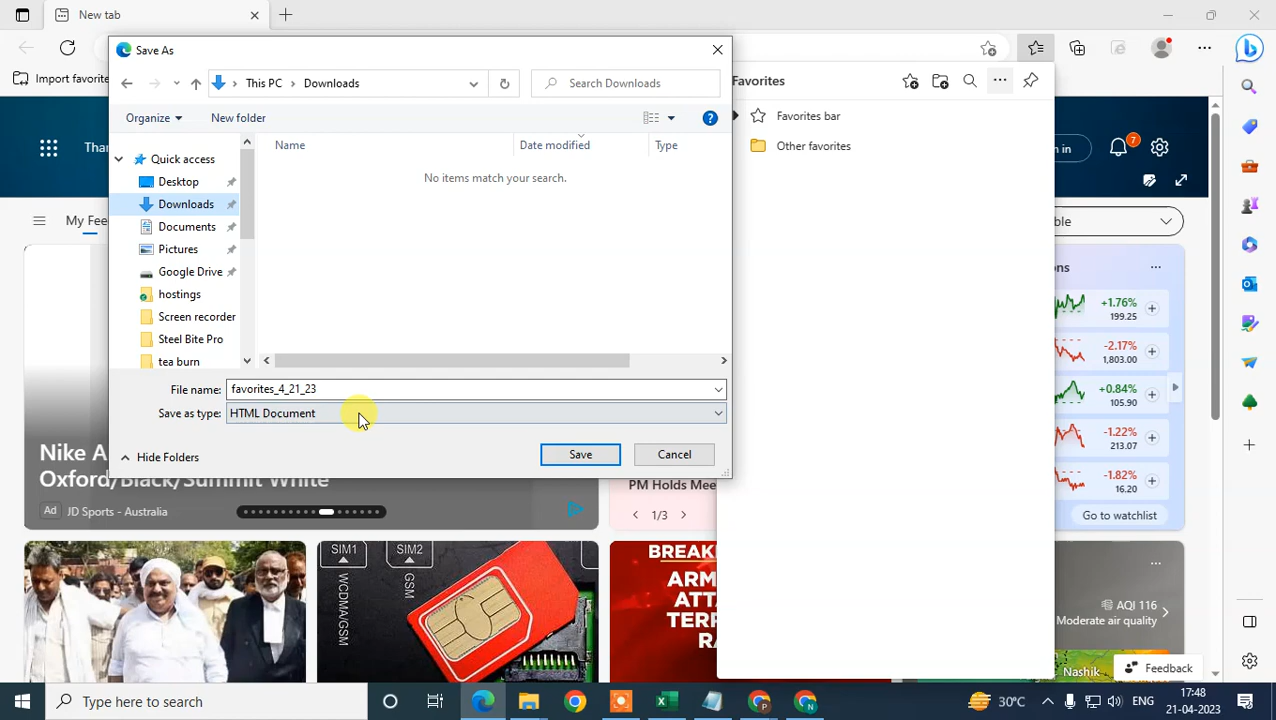 New tab
Save As
This PC
Downloads
Search Downloads
Import favorite
Favorites
Organize
New folder
Name
Date modified
Type
Favorites bar
No items match your search.
Other favorites
Quick access
Desktop
Downloads
Documents
Pictures
Google Drive
hostings
Screen recorder
Steel Bite Pro
tea burn
Thar
n in
7
My Fee
ble
ons
+1.76%
199.25
-2.17%
1,803.00
+0.84%
105.90
-1.22%
213.07
-1.82%
16.20
Go to watchlist
File name:
favorites_4_21_23
Save as type:
HTML Document
Hide Folders
Save
Cancel
Nike A
Oxford/Black/Summit White
Ad
JD Sports - Australia
PM Holds Mee
1/3
SIM1
WCDMA/GSM
SIM2
GSM
BREAK
ARM
ATTA
TERR
RA
AQI 116
Moderate air quality
Nashik
Feedback
Type here to search
30°C
ENG
17:48
21-04-2023